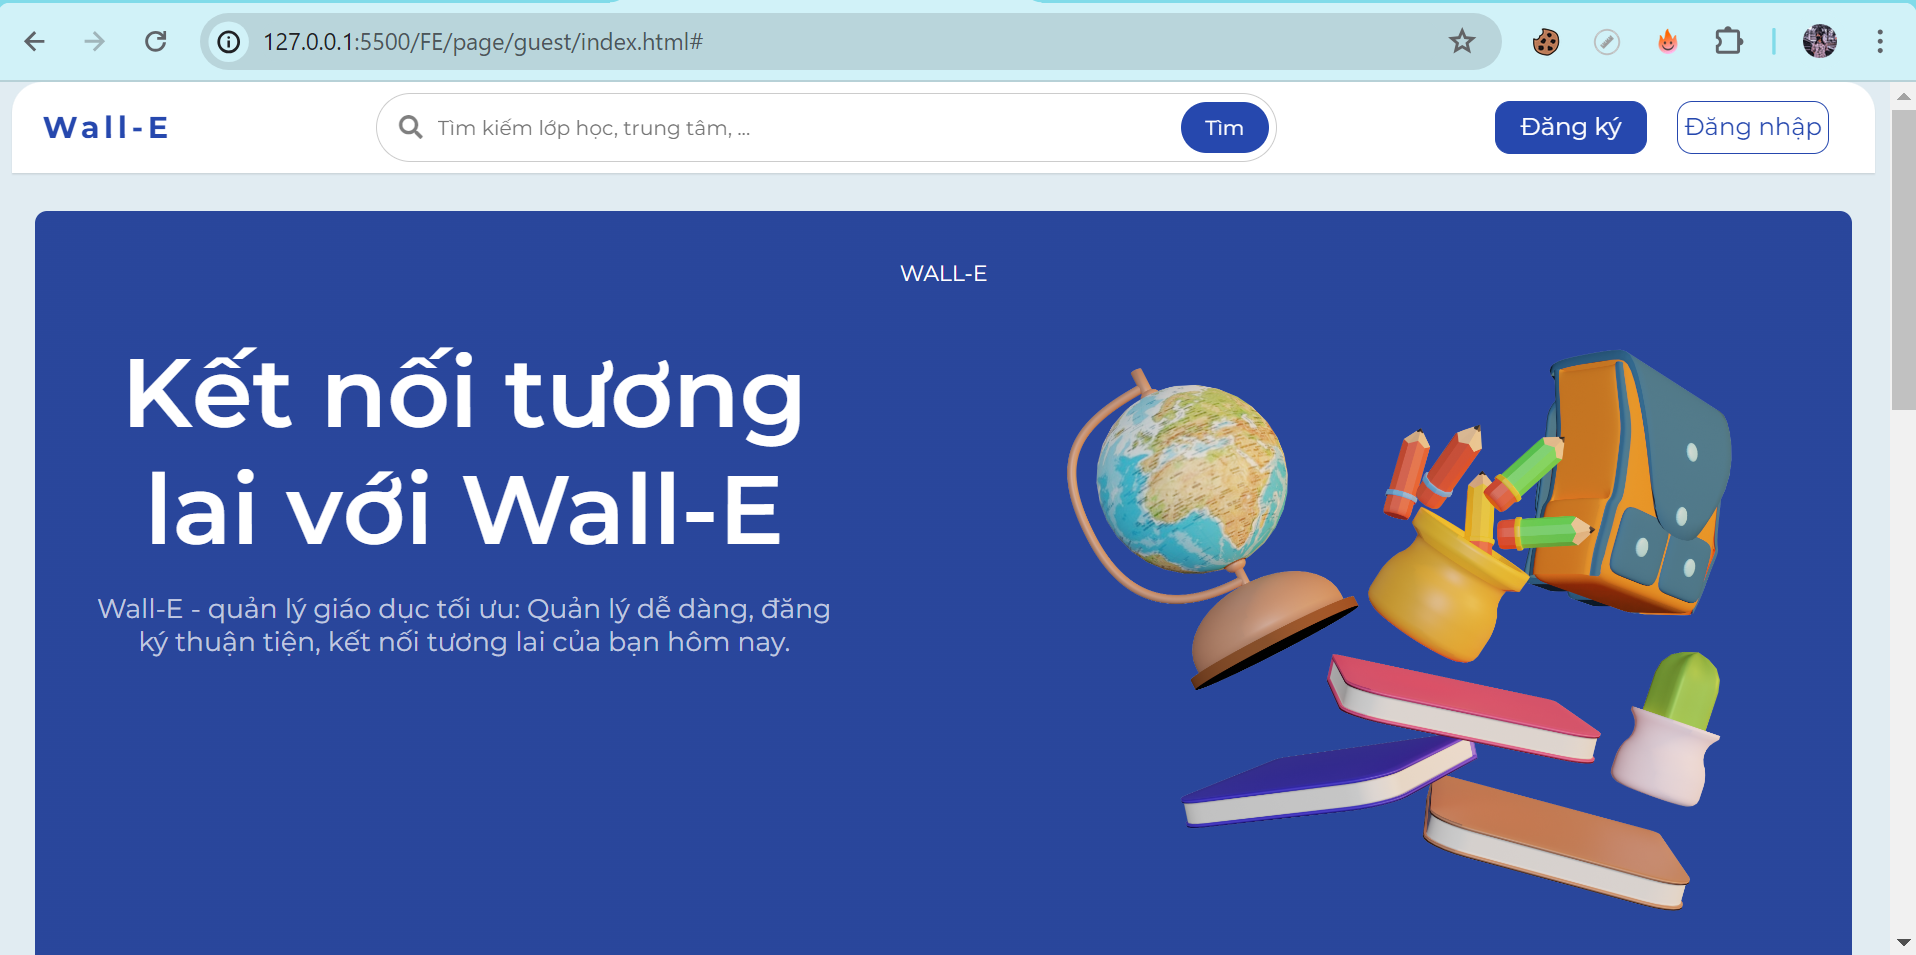 127.0.0.1:5500/FE/page/guest/index.html#
Wall-E
Tìm kiếm lớp học, trung tâm, ...
Tìm
Đăng ký
Đăng nhập
WALL-E
Kết nối tương
lai với Wall-E
Wall-E - quản lý giáo dục tối ưu: Quản lý dễ dàng, đăng
ký thuận tiện, kết nối tương lai của bạn hôm nay.